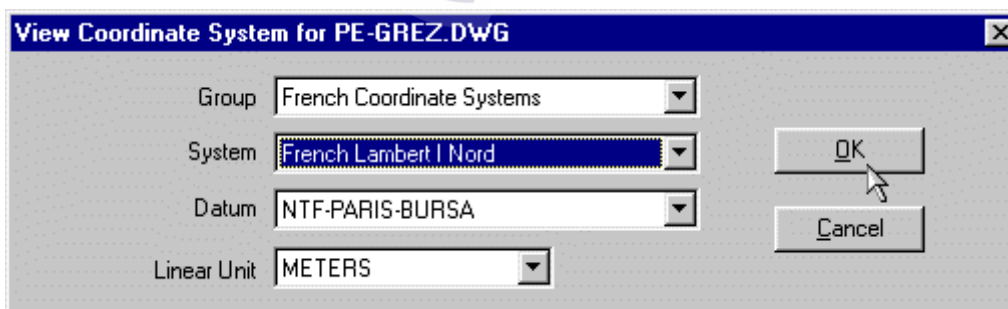 View Coordinate System for PE-GREZ.DWG
Group French Coordinate Systems
System French Lambert I Nord
OK
Datum NTF-PARIS-BURSA
Cancel
Linear Unit METERS